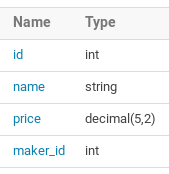 Name Type
id int
name string
price decimal(5,2)
maker_id int